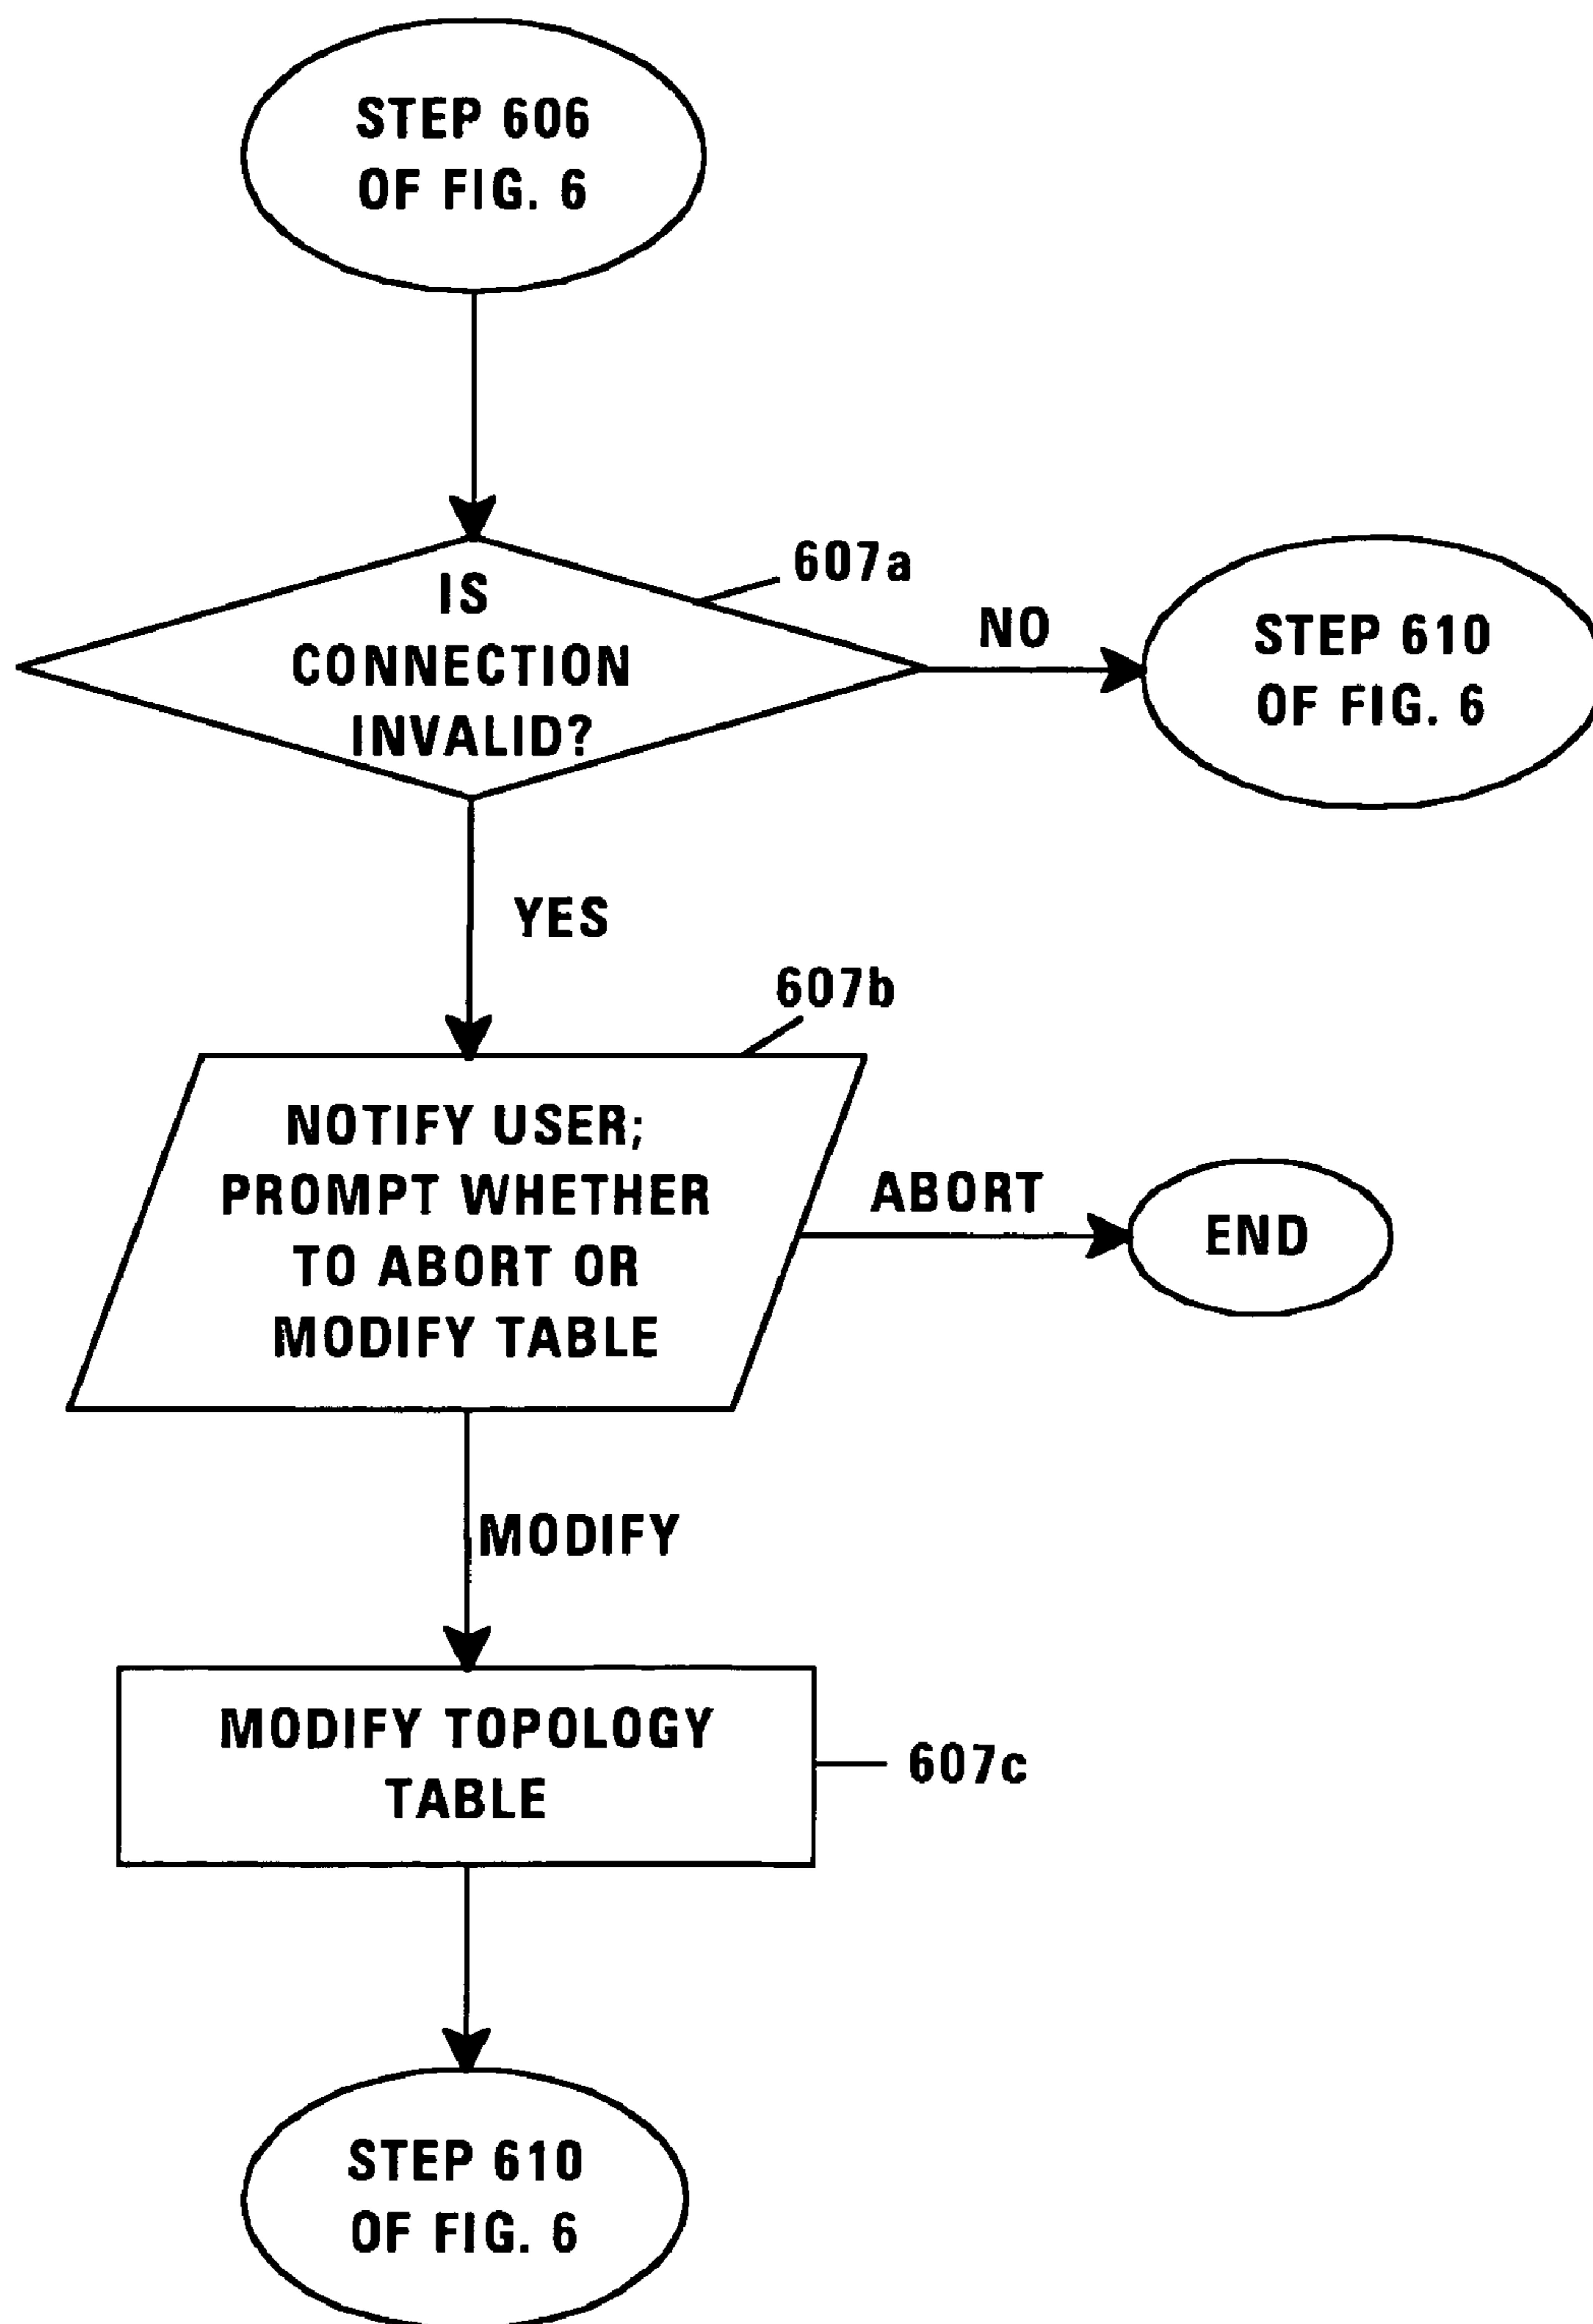 STEP 606
OF FIG. 6
607a
IS
CONNECTION
INVALID?
NO
STEP 610
OF FIG. 6
YES
607b
NOTIFY USER;
PROMPT WHETHER
TO ABORT OR
MODIFY TABLE
ABORT
END
MODIFY
MODIFY TOPOLOGY
TABLE
607c
STEP 610
OF FIG. 6